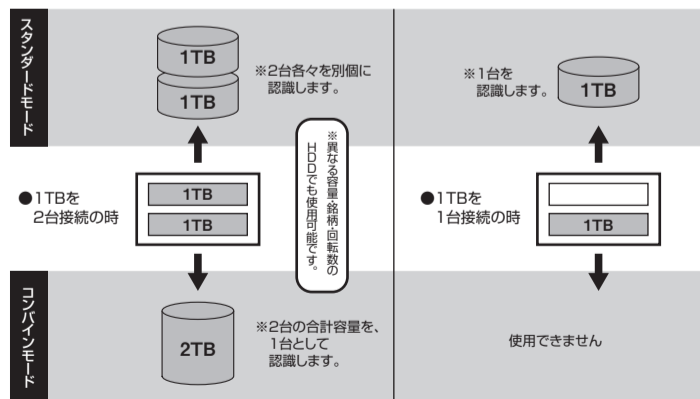 スタンダードモード
1TB
1TB
※2台各々を別個に
認識します。
※1台を
認識します。
1TB
●1TBを
2台接続の時
1TB
1TB
※異なる容量・銘柄・回転数の
HDDでも使用可能です。
●1TBを
1台接続の時
1TB
コンバインモード
2TB
※2台の合計容量を、
1台として
認識します。
使用できません